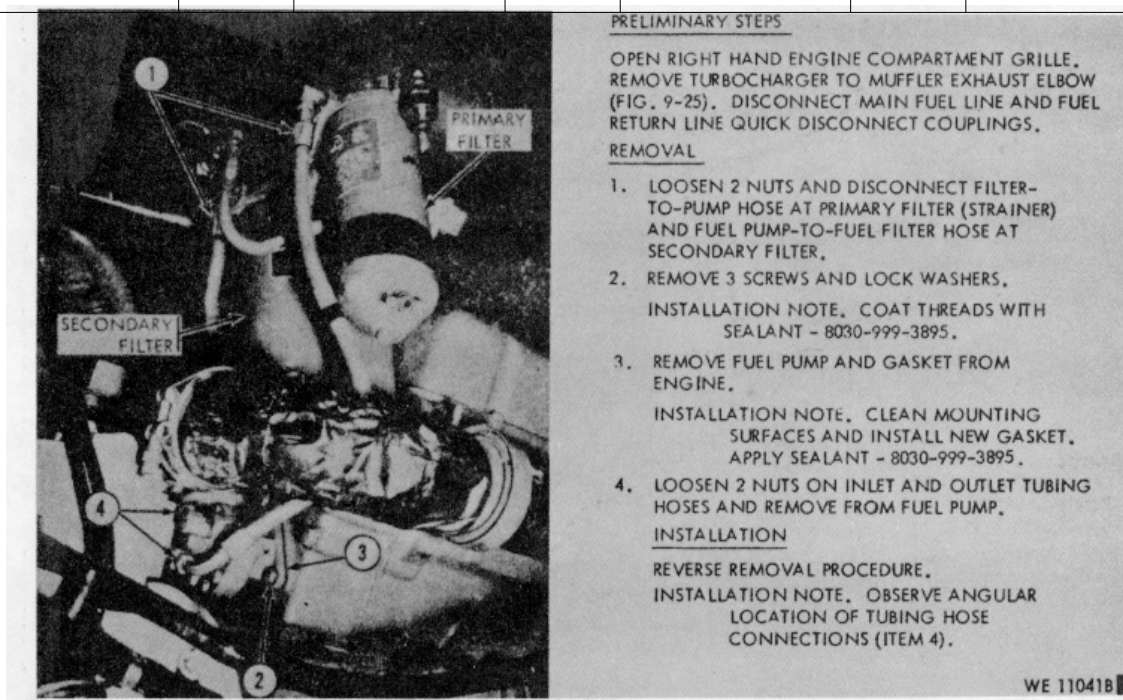 1
PRIMARY
FILTER
SECONDARY
FILTER
4
3
2
PRELIMINARY STEPS
OPEN RIGHT HAND ENGINE COMPARTMENT GRILLE.
REMOVE TURBOCHARGER TO MUFFLER EXHAUST ELBOW
(FIG. 9-25). DISCONNECT MAIN FUEL LINE AND FUEL
RETURN LINE QUICK DISCONNECT COUPLINGS.
REMOVAL
1. LOOSEN 2 NUTS AND DISCONNECT FILTER-
TO-PUMP HOSE AT PRIMARY FILTER (STRAINER)
AND FUEL PUMP-TO-FUEL FILTER HOSE AT
SECONDARY FILTER.
2. REMOVE 3 SCREWS AND LOCK WASHERS.
INSTALLATION NOTE. COAT THREADS WITH
SEALANT - 8030-999-3895.
3. REMOVE FUEL PUMP AND GASKET FROM
ENGINE.
INSTALLATION NOTE. CLEAN MOUNTING
SURFACES AND INSTALL NEW GASKET.
APPLY SEALANT - 8030-999-3895.
4. LOOSEN 2 NUTS ON INLET AND OUTLET TUBING
HOSES AND REMOVE FROM FUEL PUMP.
INSTALLATION
REVERSE REMOVAL PROCEDURE.
INSTALLATION NOTE. OBSERVE ANGULAR
LOCATION OF TUBING HOSE
CONNECTIONS (ITEM 4).
WE 11041B